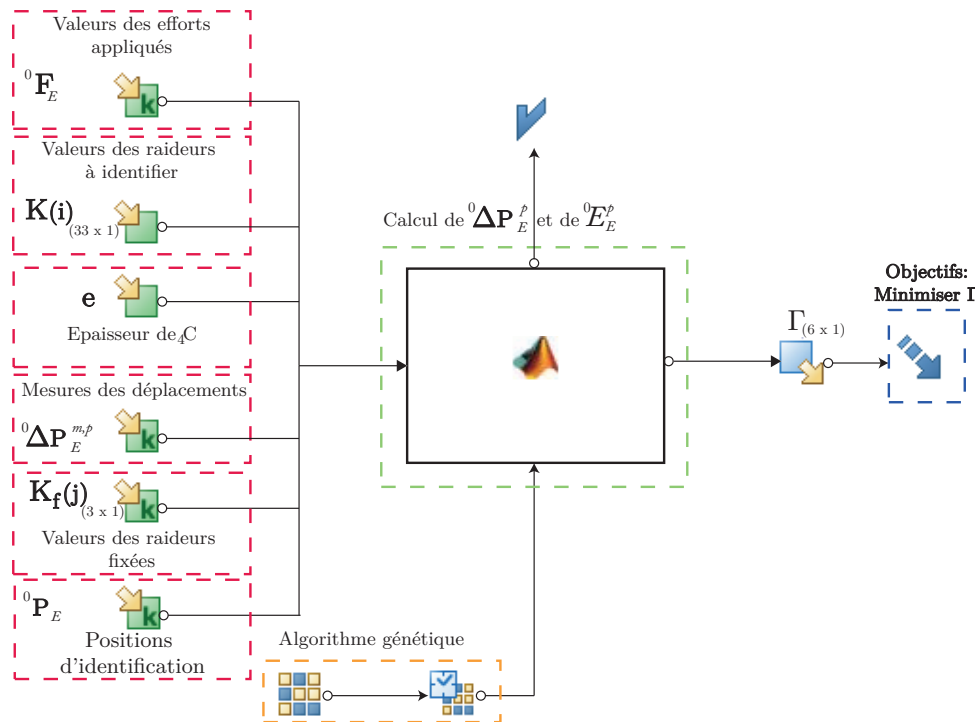 Valeurs des efforts
appliqués
⁰F_E
k
Valeurs des raideurs
à identifier
K(i)(33 x 1)
e
Epaisseur de₄C
Mesures des déplacements
⁰ΔP_E^{m,p}
k
K_f(j)(3 x 1)
k
Valeurs des raideurs
fixées
⁰P_E
k
Positions
d'identification
Calcul de ⁰ΔP_E^p et de ⁰E_E^p
Algorithme génétique
Γ(6 x 1)
Objectifs:
Minimiser Γ